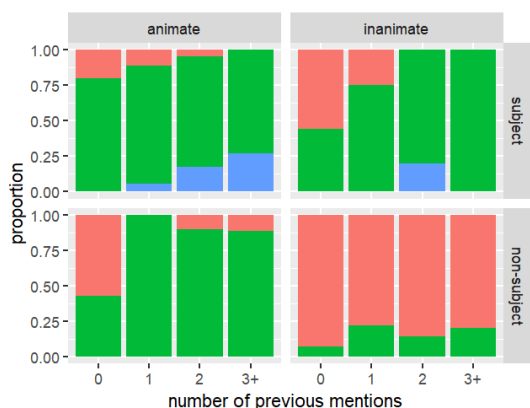 animate inanimate
1.00
0.75
0.50
0.25
0.00
subject
1.00
0.75
0.50
0.25
0.00
non-subject
proportion
0 1 2 3+ 0 1 2 3+
number of previous mentions